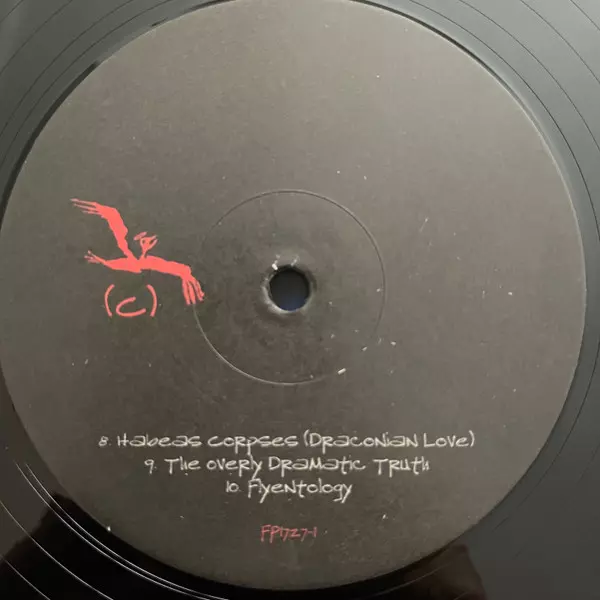 (C)
8. Habeas Corpses (Draconian Love)
9. The Overly Dramatic Truth
10. Flyentology
FP1727-1